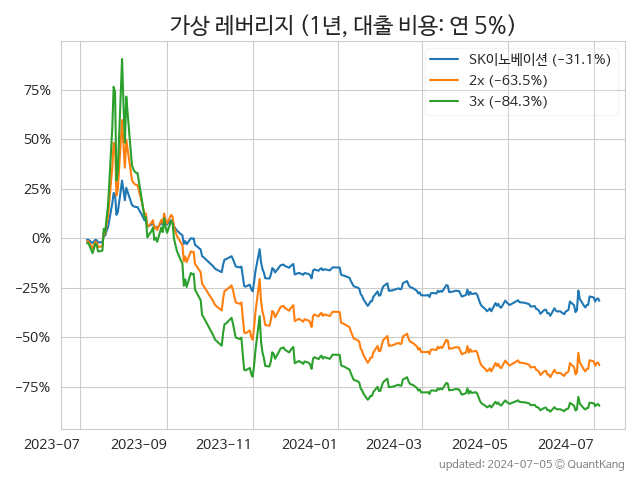 가상 레버리지 (1년, 대출 비용: 연 5%)
SK이노베이션 (−31.1%)
2x (−63.5%)
3x (−84.3%)
75%
50%
25%
0%
−25%
−50%
−75%
2023-07 2023-09 2023-11 2024-01 2024-03 2024-05 2024-07
updated: 2024-07-05 © QuantKang